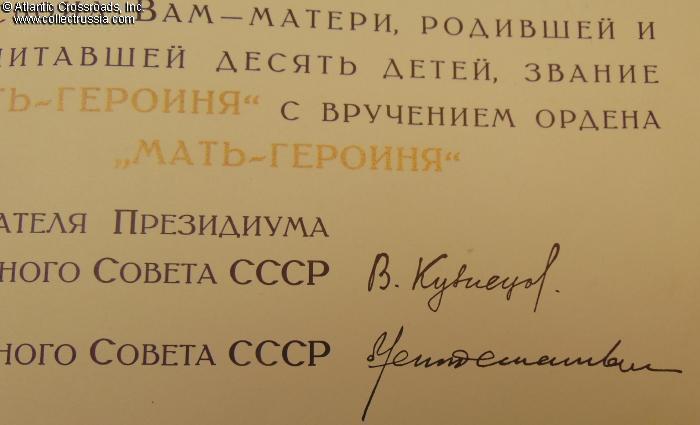 © Atlantic Crossroads, Inc.
www.collectrussia.com
Вам—матери, родившей и
питавшей десять детей, звание
ТЬ-ГЕРОИНЯ“ с вручением ордена
„МАТЬ-ГЕРОИНЯ“
ателя Президиума
ного Совета СССР В. Кузнецов.
ного Совета СССР